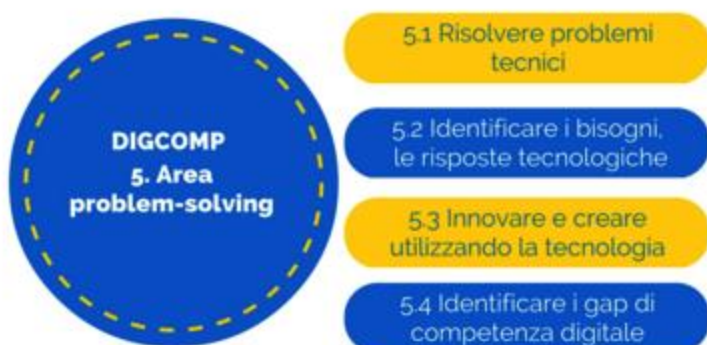 DIGCOMP
5. Area
problem-solving
5.1 Risolvere problemi
tecnici
5.2 Identificare i bisogni,
le risposte tecnologiche
5.3 Innovare e creare
utilizzando la tecnologia
5.4 Identificare i gap di
competenza digitale